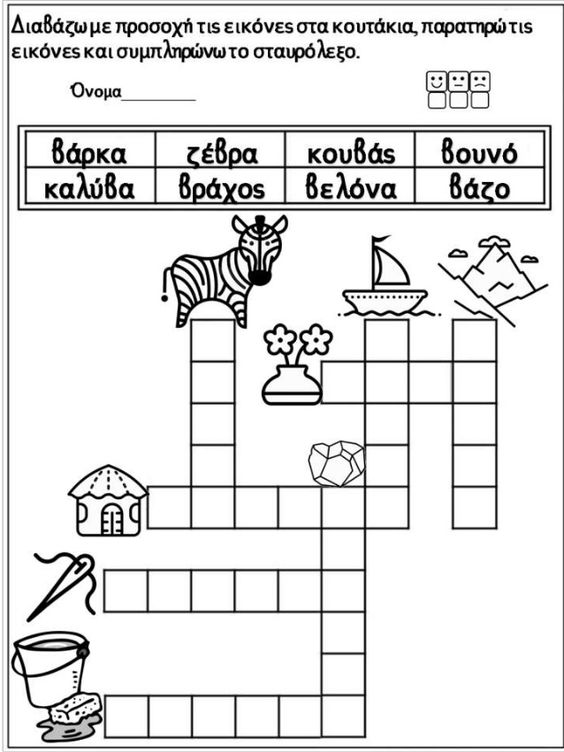 Διαβάζω με προσοχή τις εικόνες στα κουτάκια, παρατηρώ τις
εικόνες και συμπληρώνω το σταυρόλεξο.
Όνομα_________
βάρκα ζέβρα κουβάς βουνό
καλύβα βράχος βελόνα βάζο